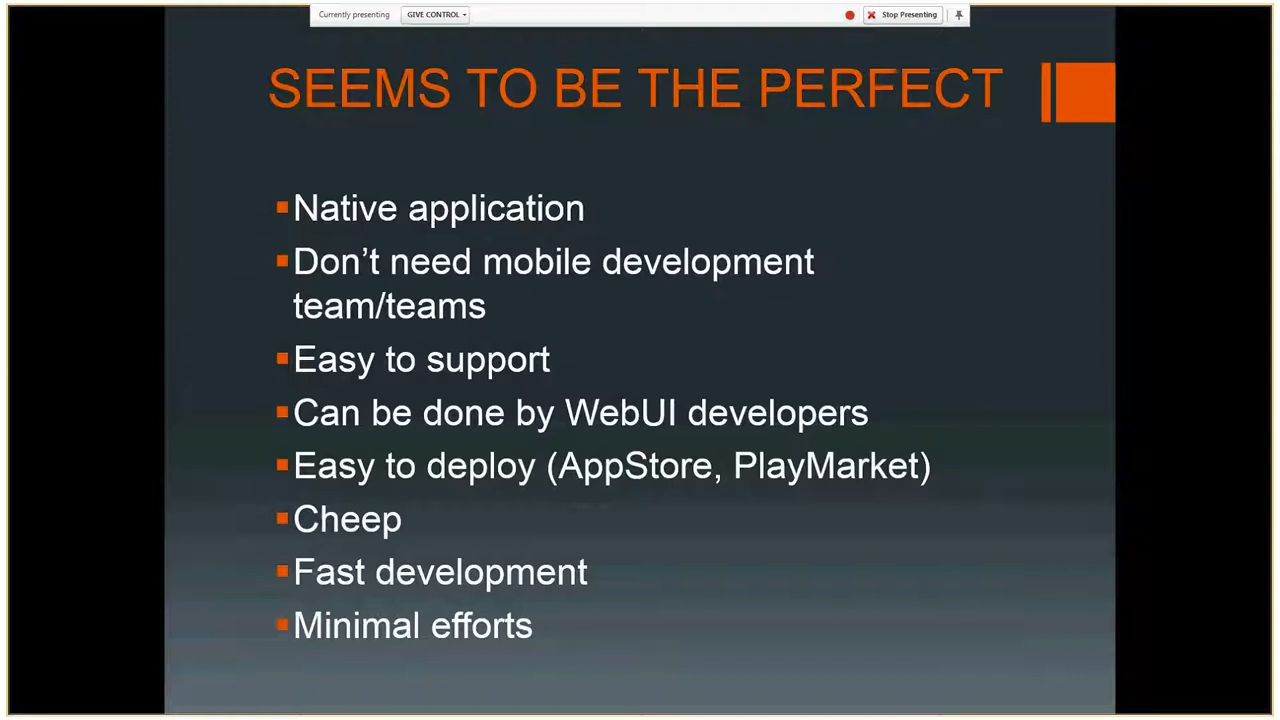 Currently presenting GIVE CONTROL Stop Presenting
SEEMS TO BE THE PERFECT
Native application
Don’t need mobile development
team/teams
Easy to support
Can be done by WebUI developers
Easy to deploy (AppStore, PlayMarket)
Cheep
Fast development
Minimal efforts